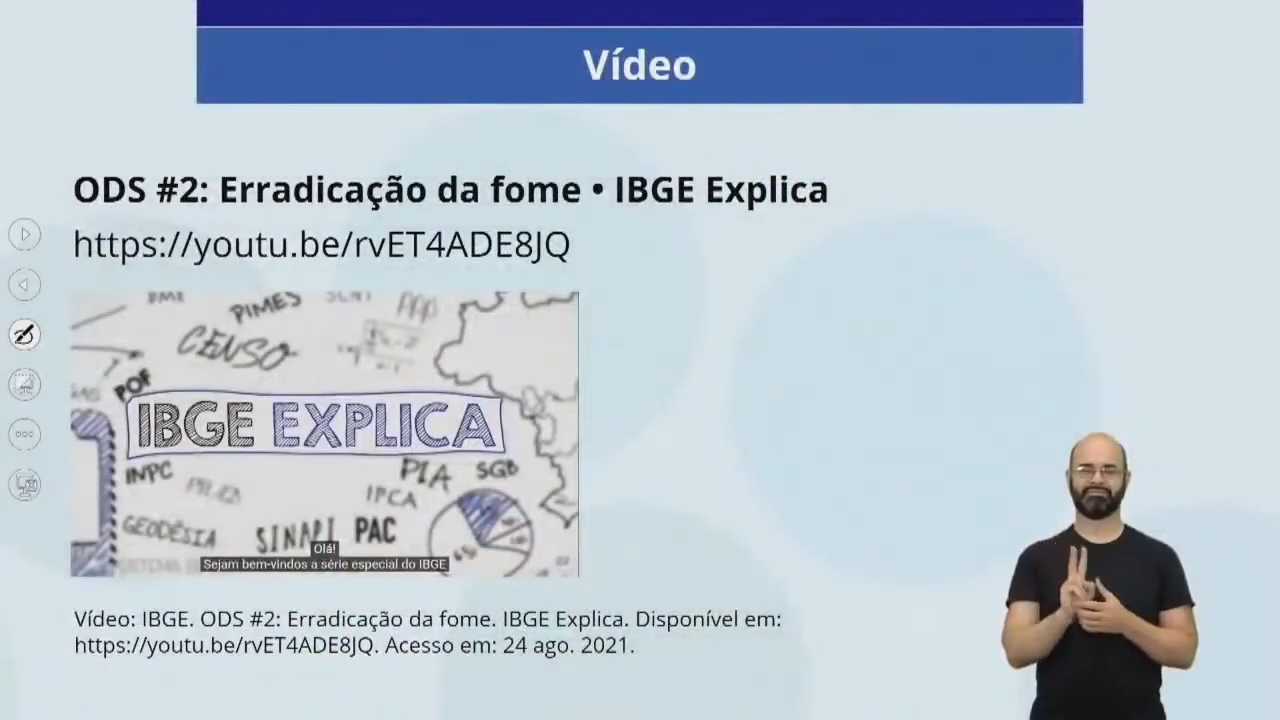 Vídeo
ODS #2: Erradicação da fome • IBGE Explica
https://youtu.be/rvET4ADE8JQ
PIMES
CENSO
POF
IBGE EXPLICA
INPC
PIA SGB
IPCA
GEODÉSIA SINAPI PAC
Olá!
Sejam bem-vindos a série especial do IBGE
Vídeo: IBGE. ODS #2: Erradicação da fome. IBGE Explica. Disponível em:
https://youtu.be/rvET4ADE8JQ. Acesso em: 24 ago. 2021.